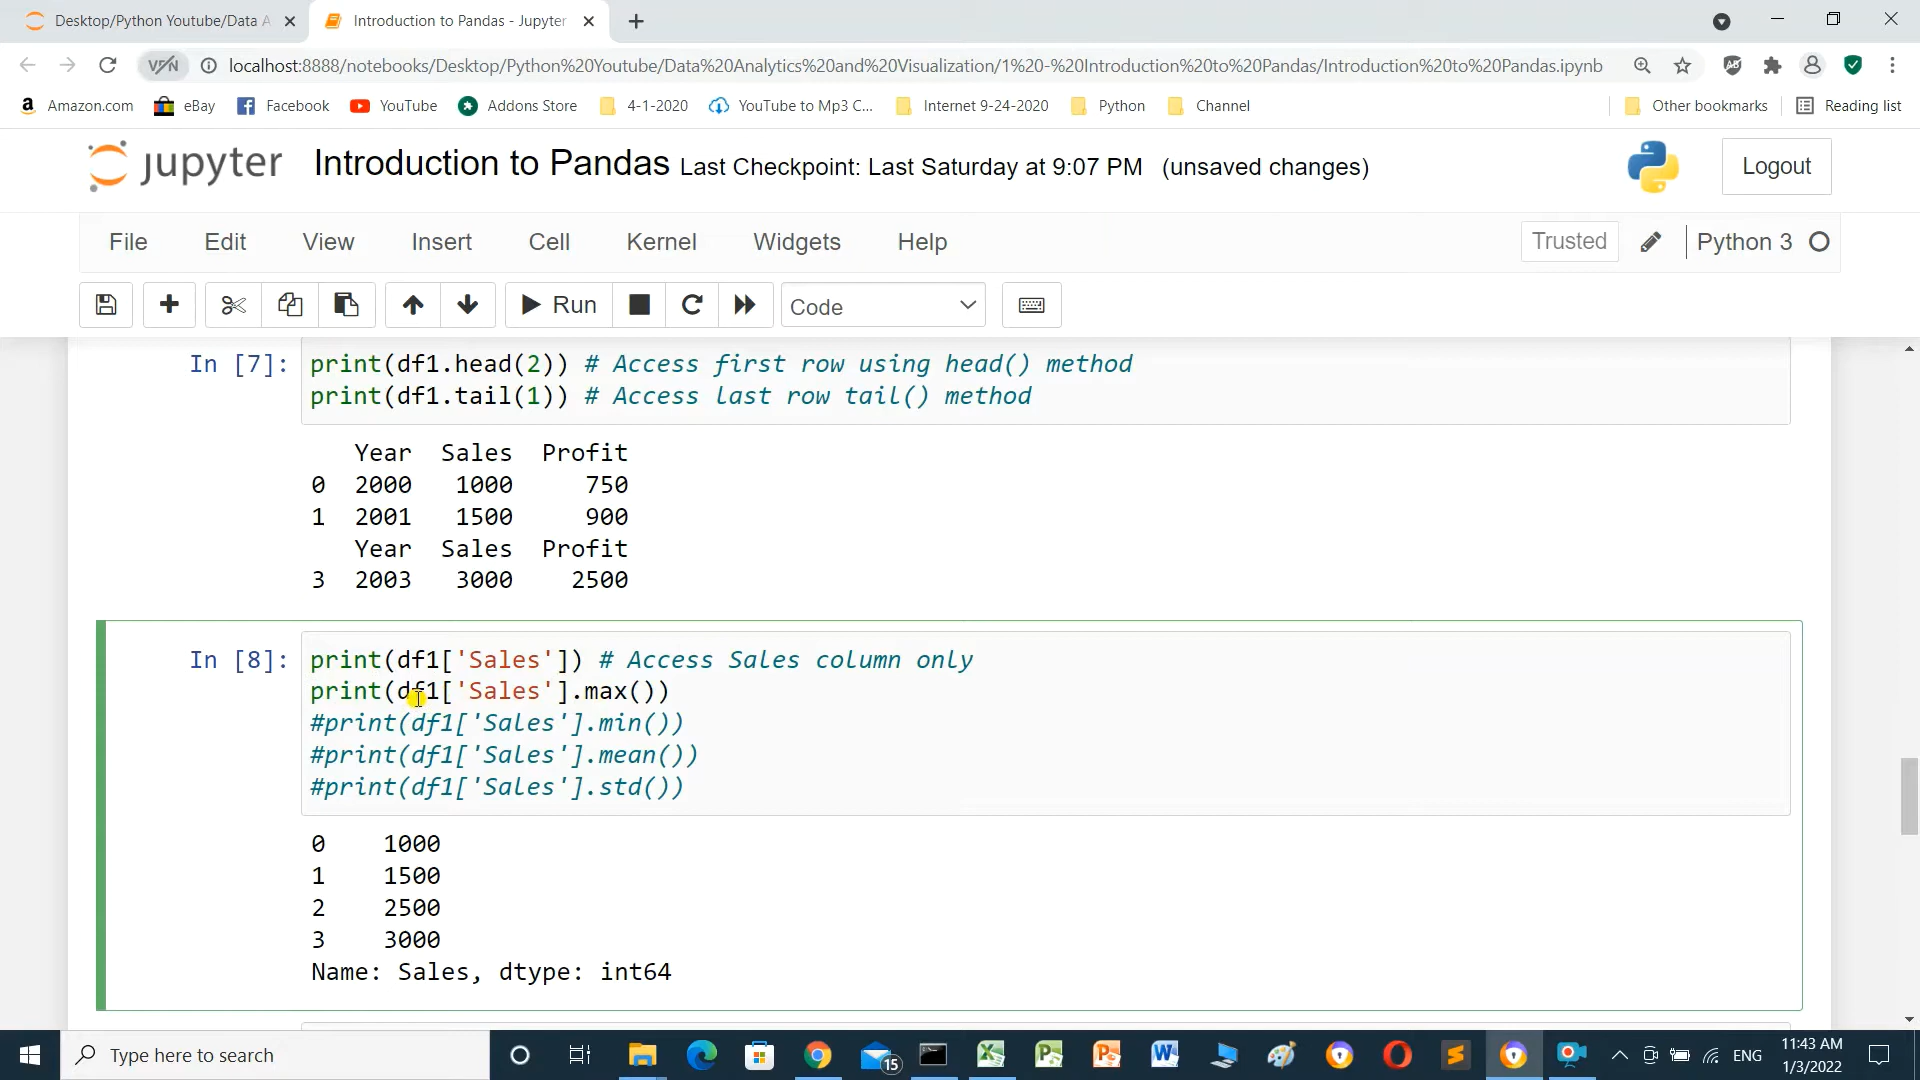 Desktop/Python Youtube/Data A
Introduction to Pandas - Jupyter
VPN
localhost:8888/notebooks/Desktop/Python%20Youtube/Data%20Analytics%20and%20Visualization/1%20-%20Introduction%20to%20Pandas/Introduction%20to%20Pandas.ipynb
Amazon.com
eBay
Facebook
YouTube
Addons Store
4-1-2020
YouTube to Mp3 C...
Internet 9-24-2020
Python
Channel
Other bookmarks
Reading list
jupyter
Introduction to Pandas Last Checkpoint: Last Saturday at 9:07 PM (unsaved changes)
Logout
File Edit View Insert Cell Kernel Widgets Help
Trusted
Python 3
Run
Code
In [7]: print(df1.head(2)) # Access first row using head() method
print(df1.tail(1)) # Access last row tail() method
Year Sales Profit
0 2000 1000 750
1 2001 1500 900
Year Sales Profit
3 2003 3000 2500
In [8]: print(df1['Sales']) # Access Sales column only
print(df1['Sales'].max())
#print(df1['Sales'].min())
#print(df1['Sales'].mean())
#print(df1['Sales'].std())
0 1000
1 1500
2 2500
3 3000
Name: Sales, dtype: int64
Type here to search
15
ENG
11:43 AM
1/3/2022